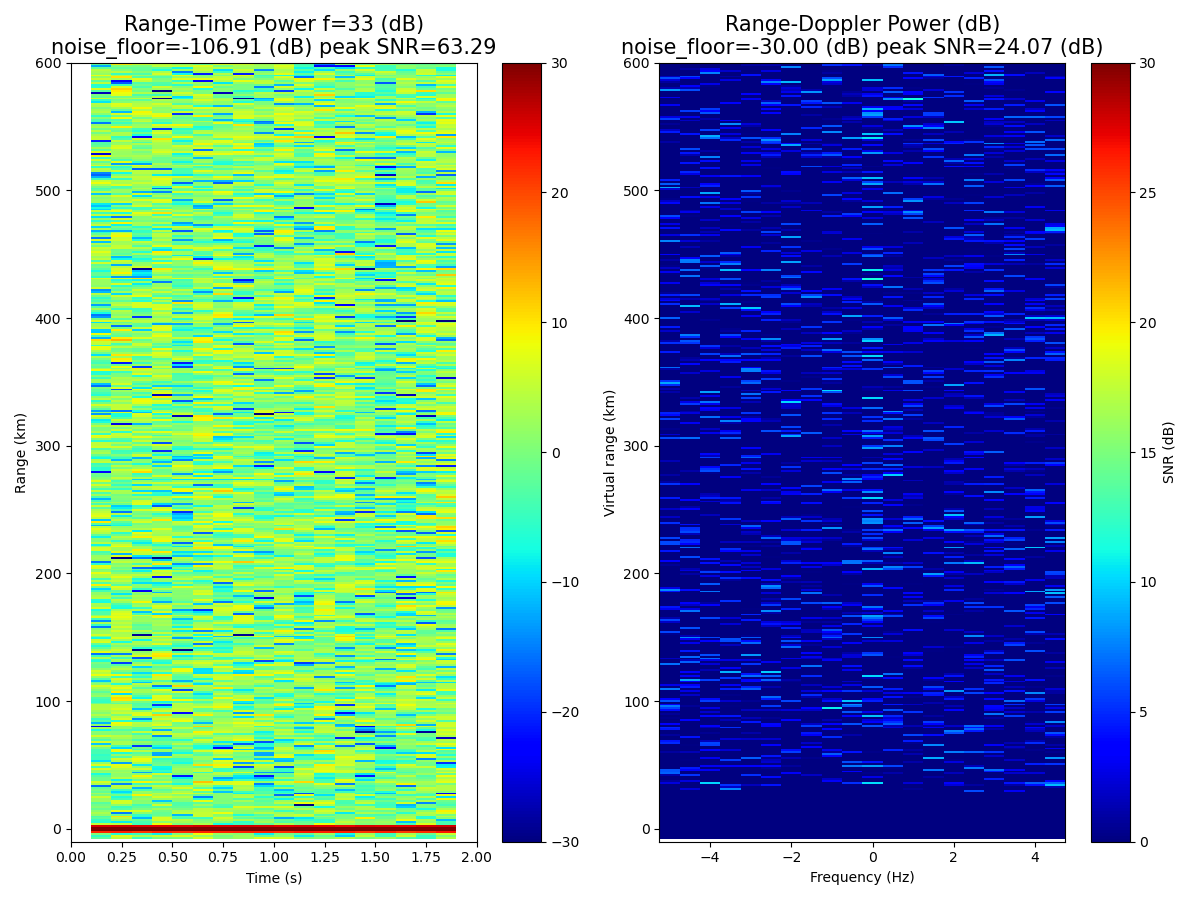 Range-Time Power f=33 (dB)
noise_floor=-106.91 (dB) peak SNR=63.29
Range-Doppler Power (dB)
noise_floor=-30.00 (dB) peak SNR=24.07 (dB)
600
500
400
300
200
100
0
Range (km)
0.00 0.25 0.50 0.75 1.00 1.25 1.50 1.75 2.00
Time (s)
30
20
10
0
−10
−20
−30
600
500
400
300
200
100
0
Virtual range (km)
−4 −2 0 2 4
Frequency (Hz)
30
25
20
15
10
5
0
SNR (dB)